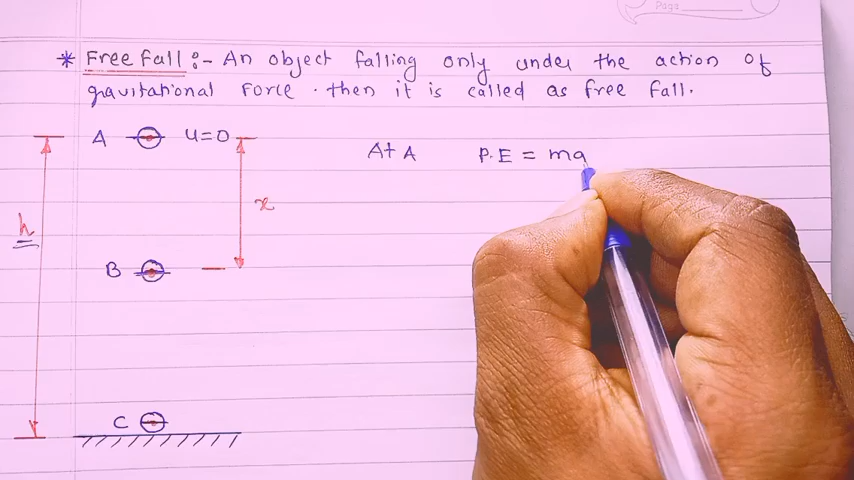 Page
* Free fall :- An object falling only under the action of
gravitational Force. then it is called as free fall.
A U=0
At A P.E = mg
h
x
B
C